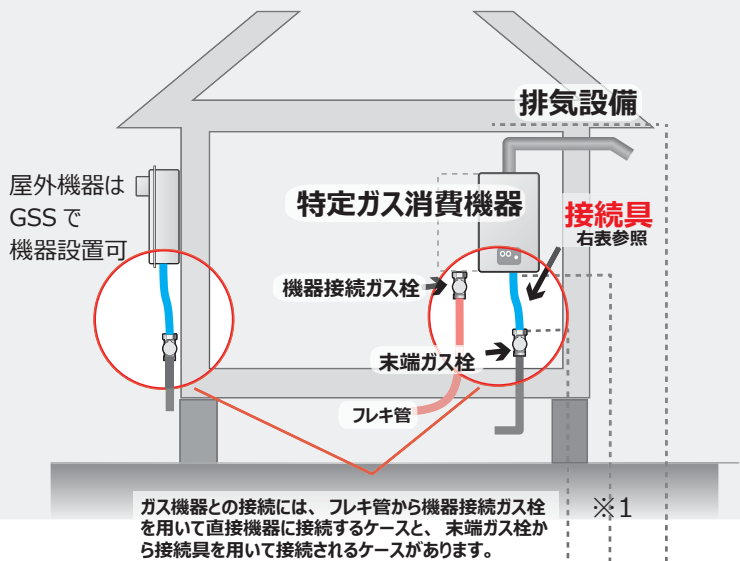 排気設備
屋外機器は
GSS で
機器設置可
特定ガス消費機器
接続具
右表参照
機器接続ガス栓
末端ガス栓
フレキ管
※1
ガス機器との接続には、フレキ管から機器接続ガス栓
を用いて直接機器に接続するケースと、末端ガス栓か
ら接続具を用いて接続されるケースがあります。